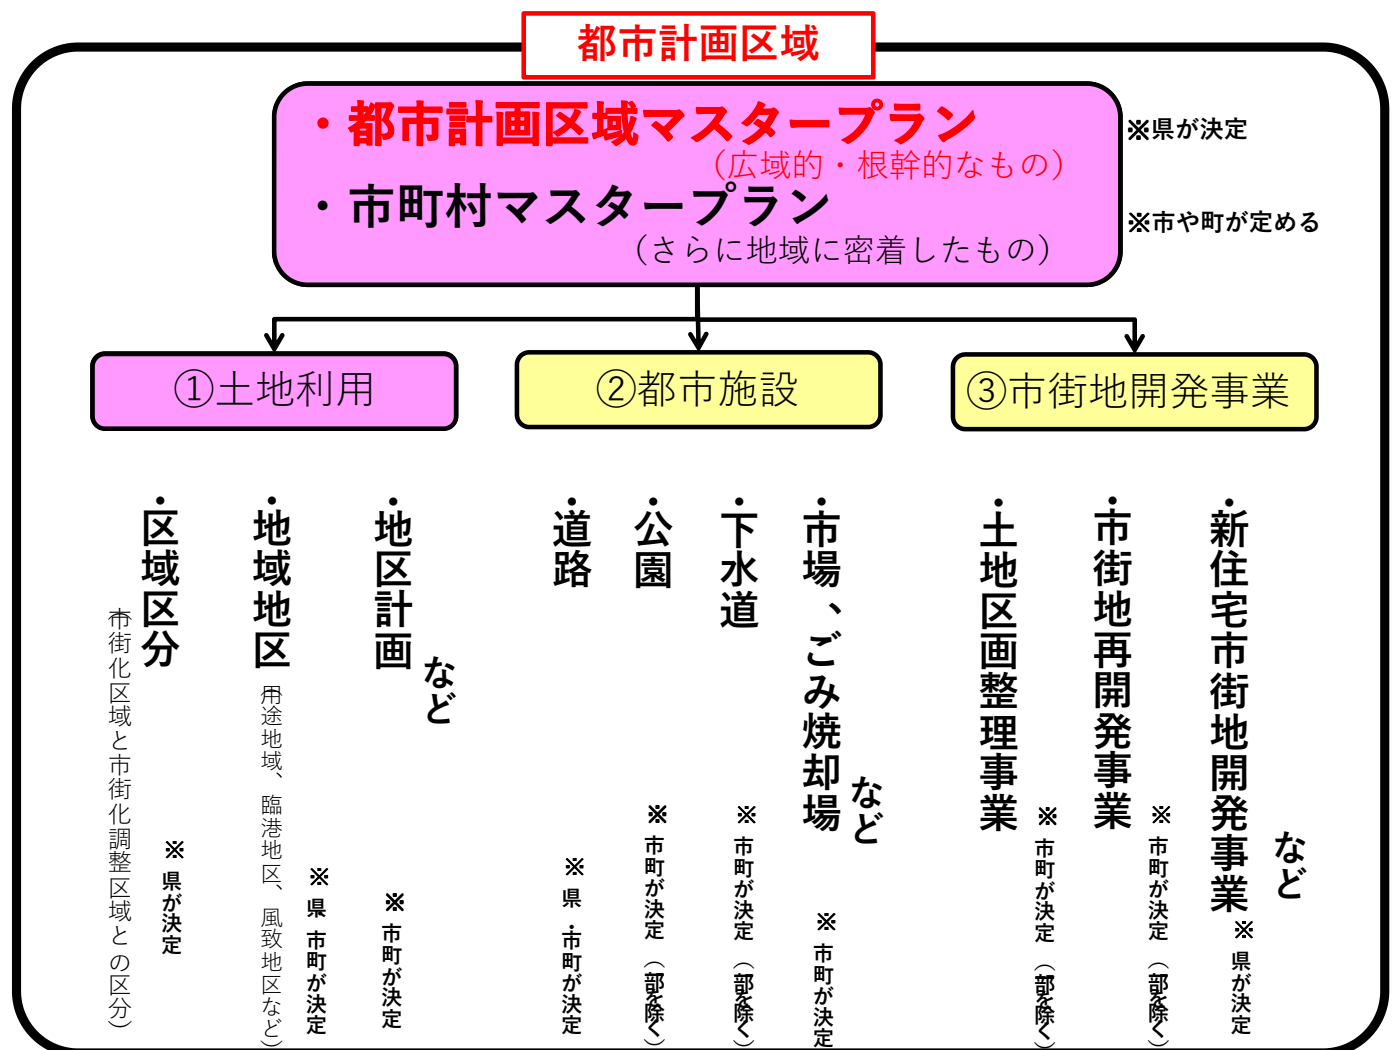 都市計画区域
・都市計画区域マスタープラン
※県が決定
（広域的・根幹的なもの）
・市町村マスタープラン
※市や町が定める
（さらに地域に密着したもの）
①土地利用
②都市施設
③市街地開発事業
・区域区分
（市街化区域と市街化調整区域との区分）
※県が決定
・地域地区
（用途地域、臨港地区、風致地区など）
※県 市町が決定
・地区計画
など
※市町が決定
・道路
※県・市町が決定
・公園
※市町が決定（一部を除く）
・下水道
※市町が決定（一部を除く）
・市場、ごみ焼却場
など
※市町が決定
・土地区画整理事業
※市町が決定（一部を除く）
・市街地再開発事業
※市町が決定（一部を除く）
・新住宅市街地開発事業
など
※県が決定